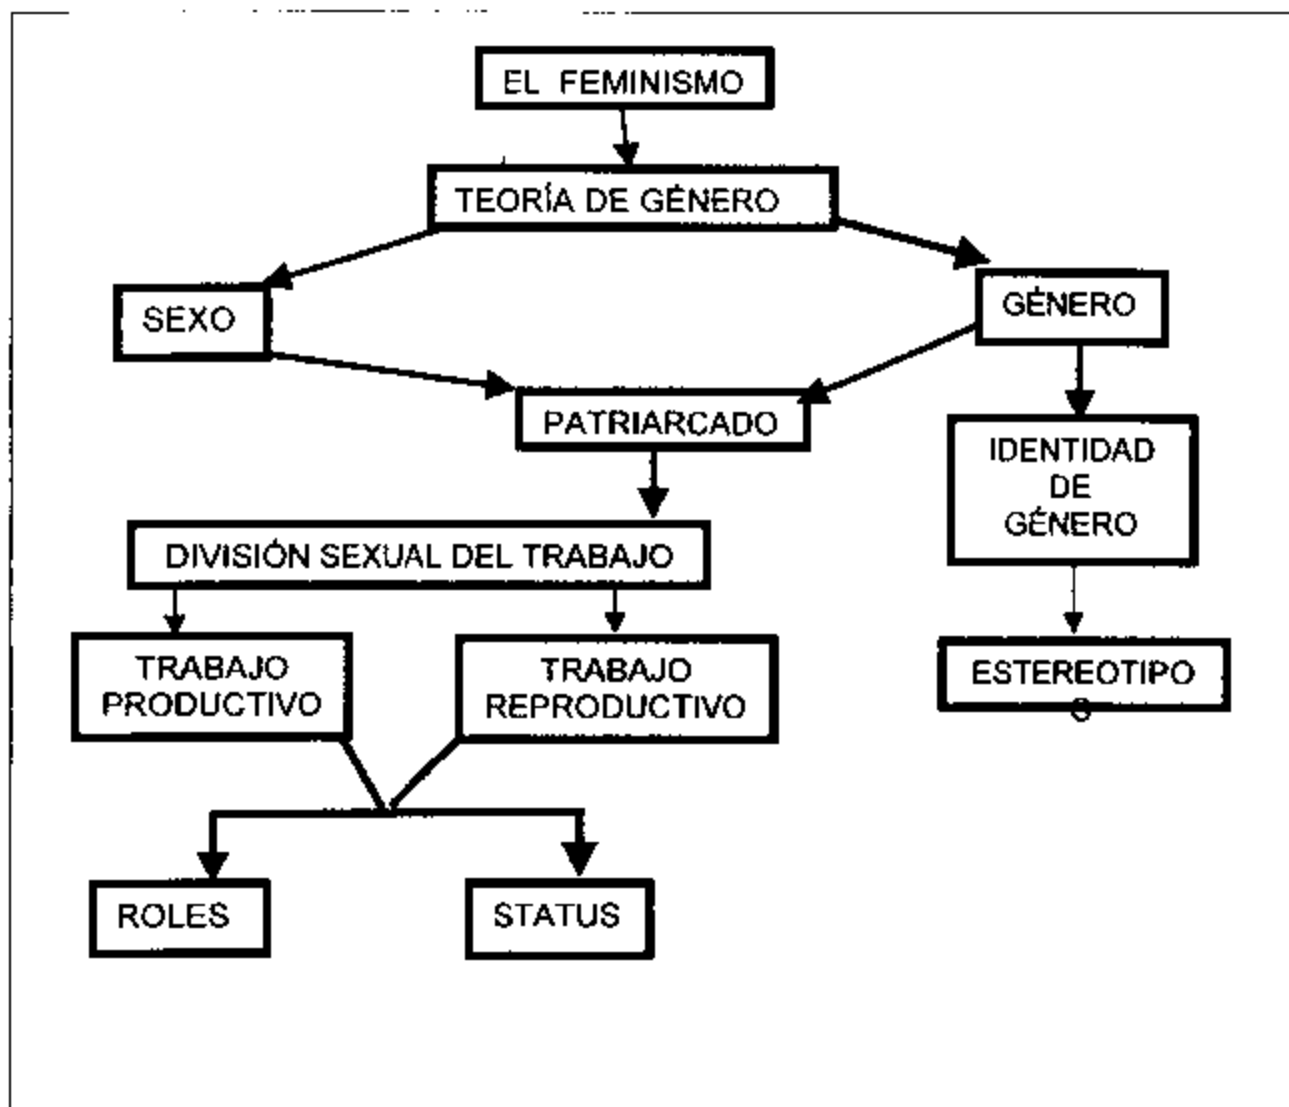 EL FEMINISMO
TEORÍA DE GÉNERO
SEXO
GÉNERO
PATRIARCADO
IDENTIDAD
DE
GÉNERO
DIVISIÓN SEXUAL DEL TRABAJO
TRABAJO
PRODUCTIVO
TRABAJO
REPRODUCTIVO
ESTEREOTIPO
ROLES
STATUS